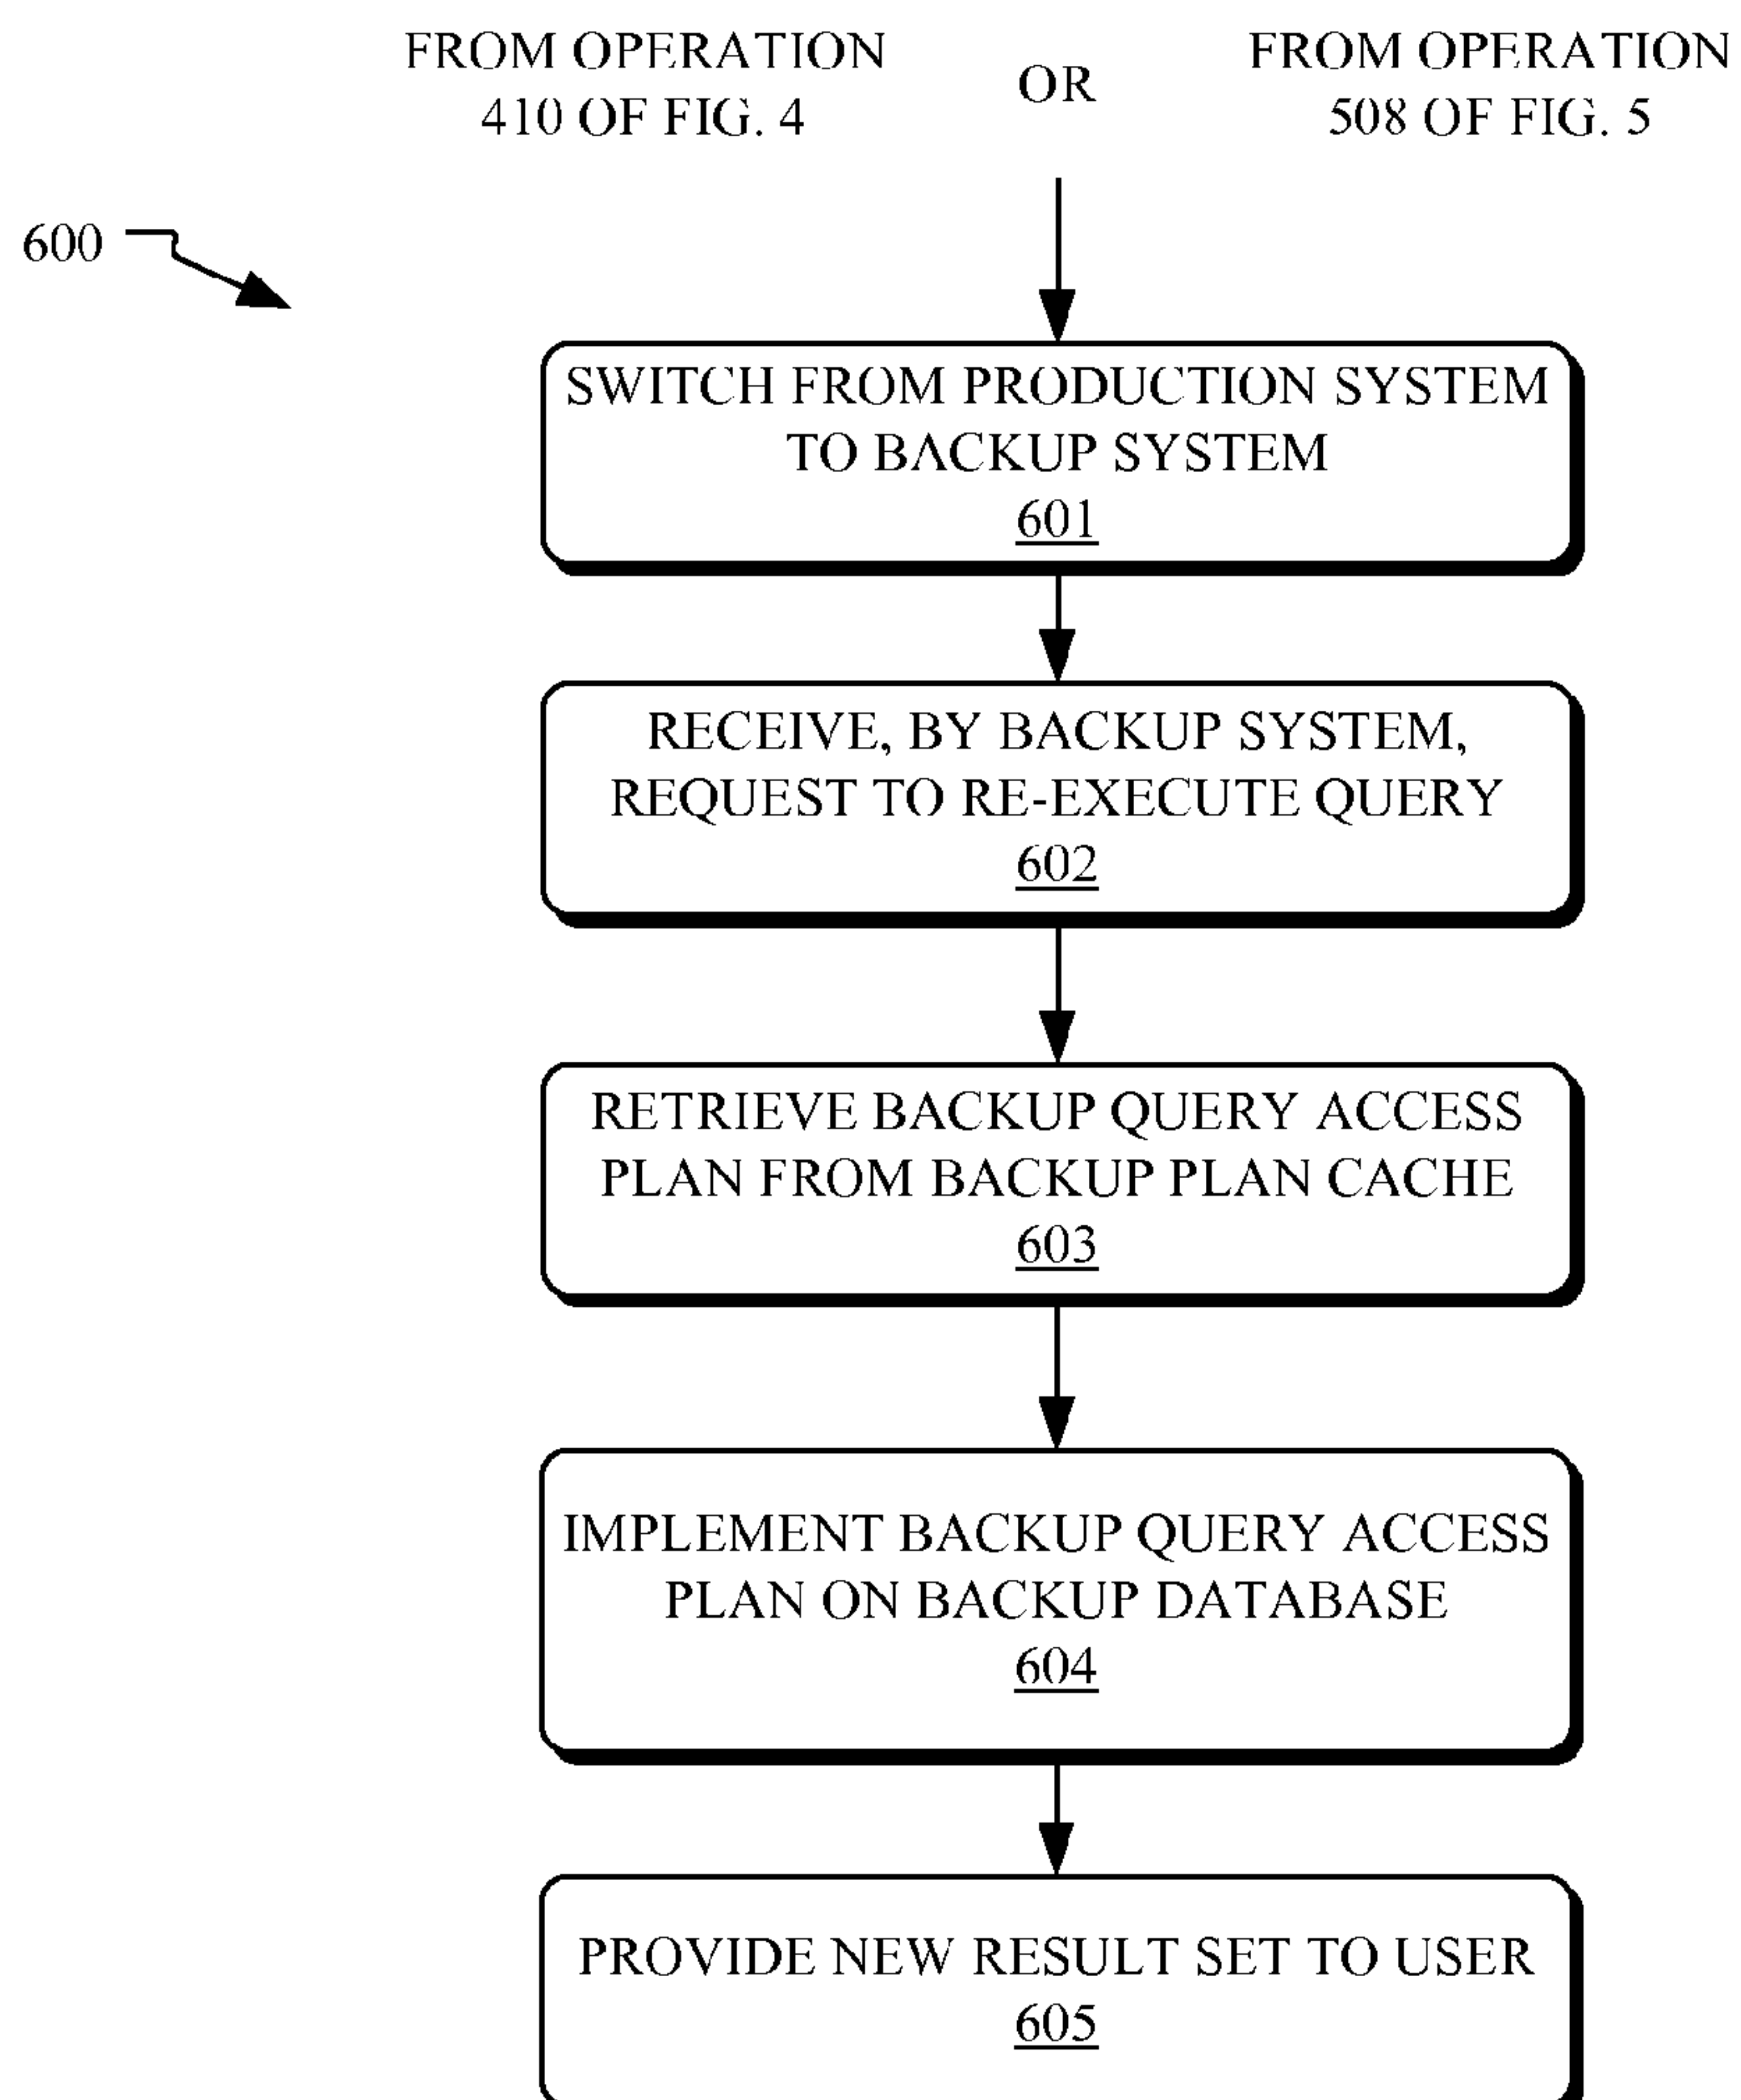 FROM OPERATION
410 OF FIG. 4
OR
FROM OPERATION
508 OF FIG. 5
600
SWITCH FROM PRODUCTION SYSTEM
TO BACKUP SYSTEM
601
RECEIVE, BY BACKUP SYSTEM,
REQUEST TO RE-EXECUTE QUERY
602
RETRIEVE BACKUP QUERY ACCESS
PLAN FROM BACKUP PLAN CACHE
603
IMPLEMENT BACKUP QUERY ACCESS
PLAN ON BACKUP DATABASE
604
PROVIDE NEW RESULT SET TO USER
605